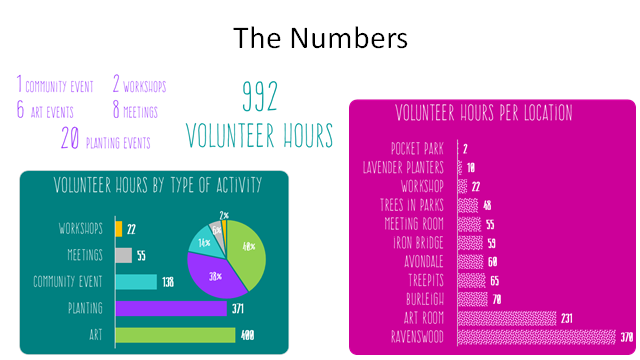 The Numbers
1 COMMUNITY EVENT 2 WORKSHOPS
6 ART EVENTS 8 MEETINGS
20 PLANTING EVENTS
992
VOLUNTEER HOURS
VOLUNTEER HOURS BY TYPE OF ACTIVITY
WORKSHOPS 22
MEETINGS 55
COMMUNITY EVENT 138
PLANTING 371
ART 400
2%
6%
14%
40%
38%
VOLUNTEER HOURS PER LOCATION
POCKET PARK 2
LAVENDER PLANTERS 10
WORKSHOP 22
TREES IN PARKS 48
MEETING ROOM 55
IRON BRIDGE 59
AVONDALE 60
TREEPITS 65
BURLEIGH 70
ART ROOM 231
RAVENSWOOD 370